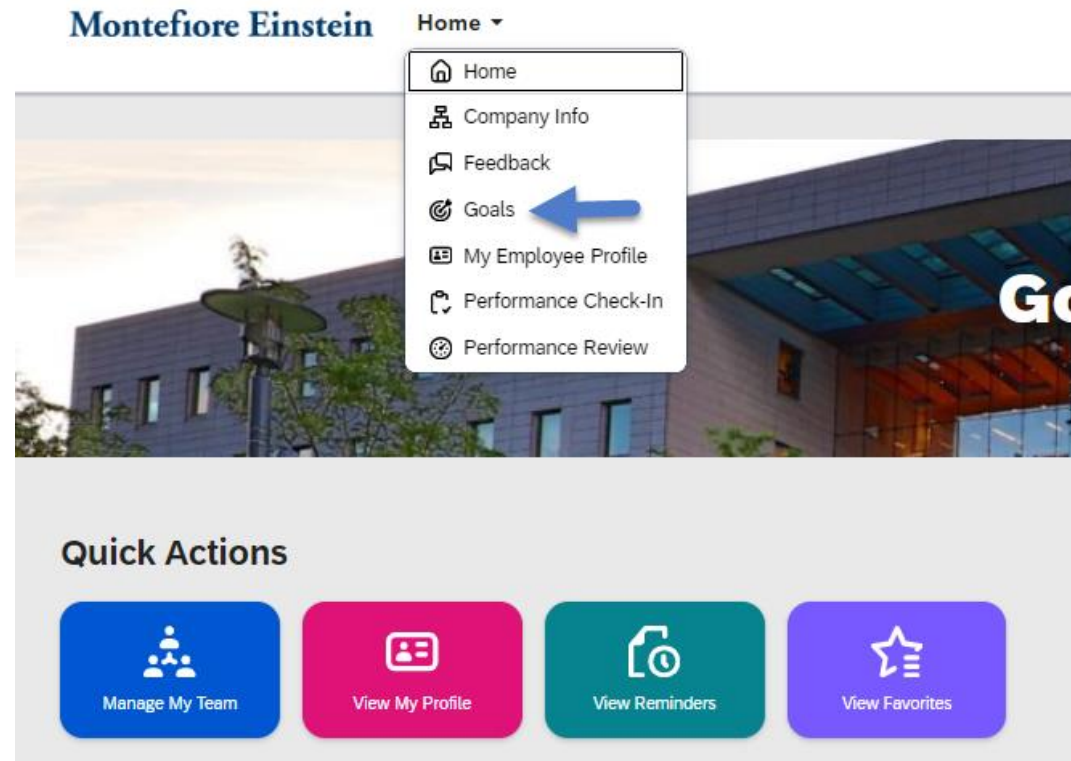 Montefiore Einstein Home
Home
Company Info
Feedback
Goals
My Employee Profile
Performance Check-In
Performance Review
Quick Actions
Manage My Team
View My Profile
View Reminders
View Favorites